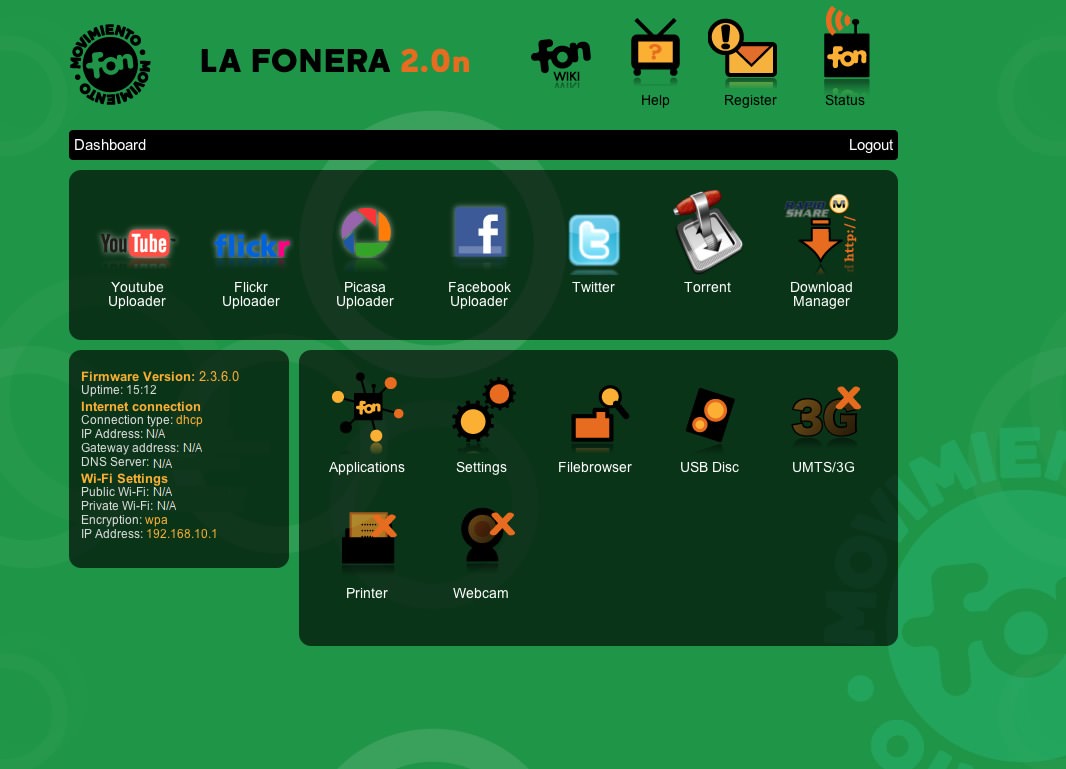 MOVIMIENTO MOVIMIENTO
fon
LA FONERA 2.0n
fon
WIKI
?
Help
!
Register
fon
Status
Dashboard
Logout
YouTube
flickr
f
t
RAPID
SHARE
M
http://
Youtube
Uploader
Flickr
Uploader
Picasa
Uploader
Facebook
Uploader
Twitter
Torrent
Download
Manager
Firmware Version: 2.3.6.0
Uptime: 15:12
Internet connection
Connection type: dhcp
IP Address: N/A
Gateway address: N/A
DNS Server: N/A
Wi-Fi Settings
Public Wi-Fi: N/A
Private Wi-Fi: N/A
Encryption: wpa
IP Address: 192.168.10.1
fon
3G
Applications
Settings
Filebrowser
USB Disc
UMTS/3G
Printer
Webcam
MOVIMIEN
fon